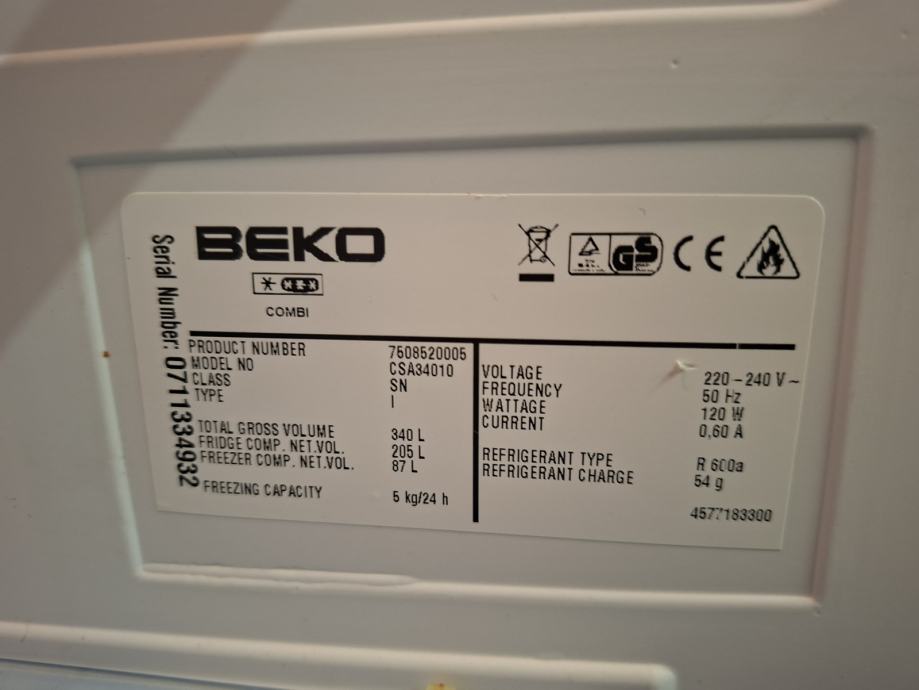 BEKO
COMBI
GS
CE
Serial Number: 0711334932
PRODUCT NUMBER 7508520005
MODEL NO CSA34010
CLASS SN
TYPE I
TOTAL GROSS VOLUME 340 L
FRIDGE COMP. NET.VOL. 205 L
FREEZER COMP. NET.VOL. 87 L
FREEZING CAPACITY 5 kg/24 h
VOLTAGE 220-240 V~
FREQUENCY 50 Hz
WATTAGE 120 W
CURRENT 0,60 A
REFRIGERANT TYPE R 600a
REFRIGERANT CHARGE 54 g
4577183300